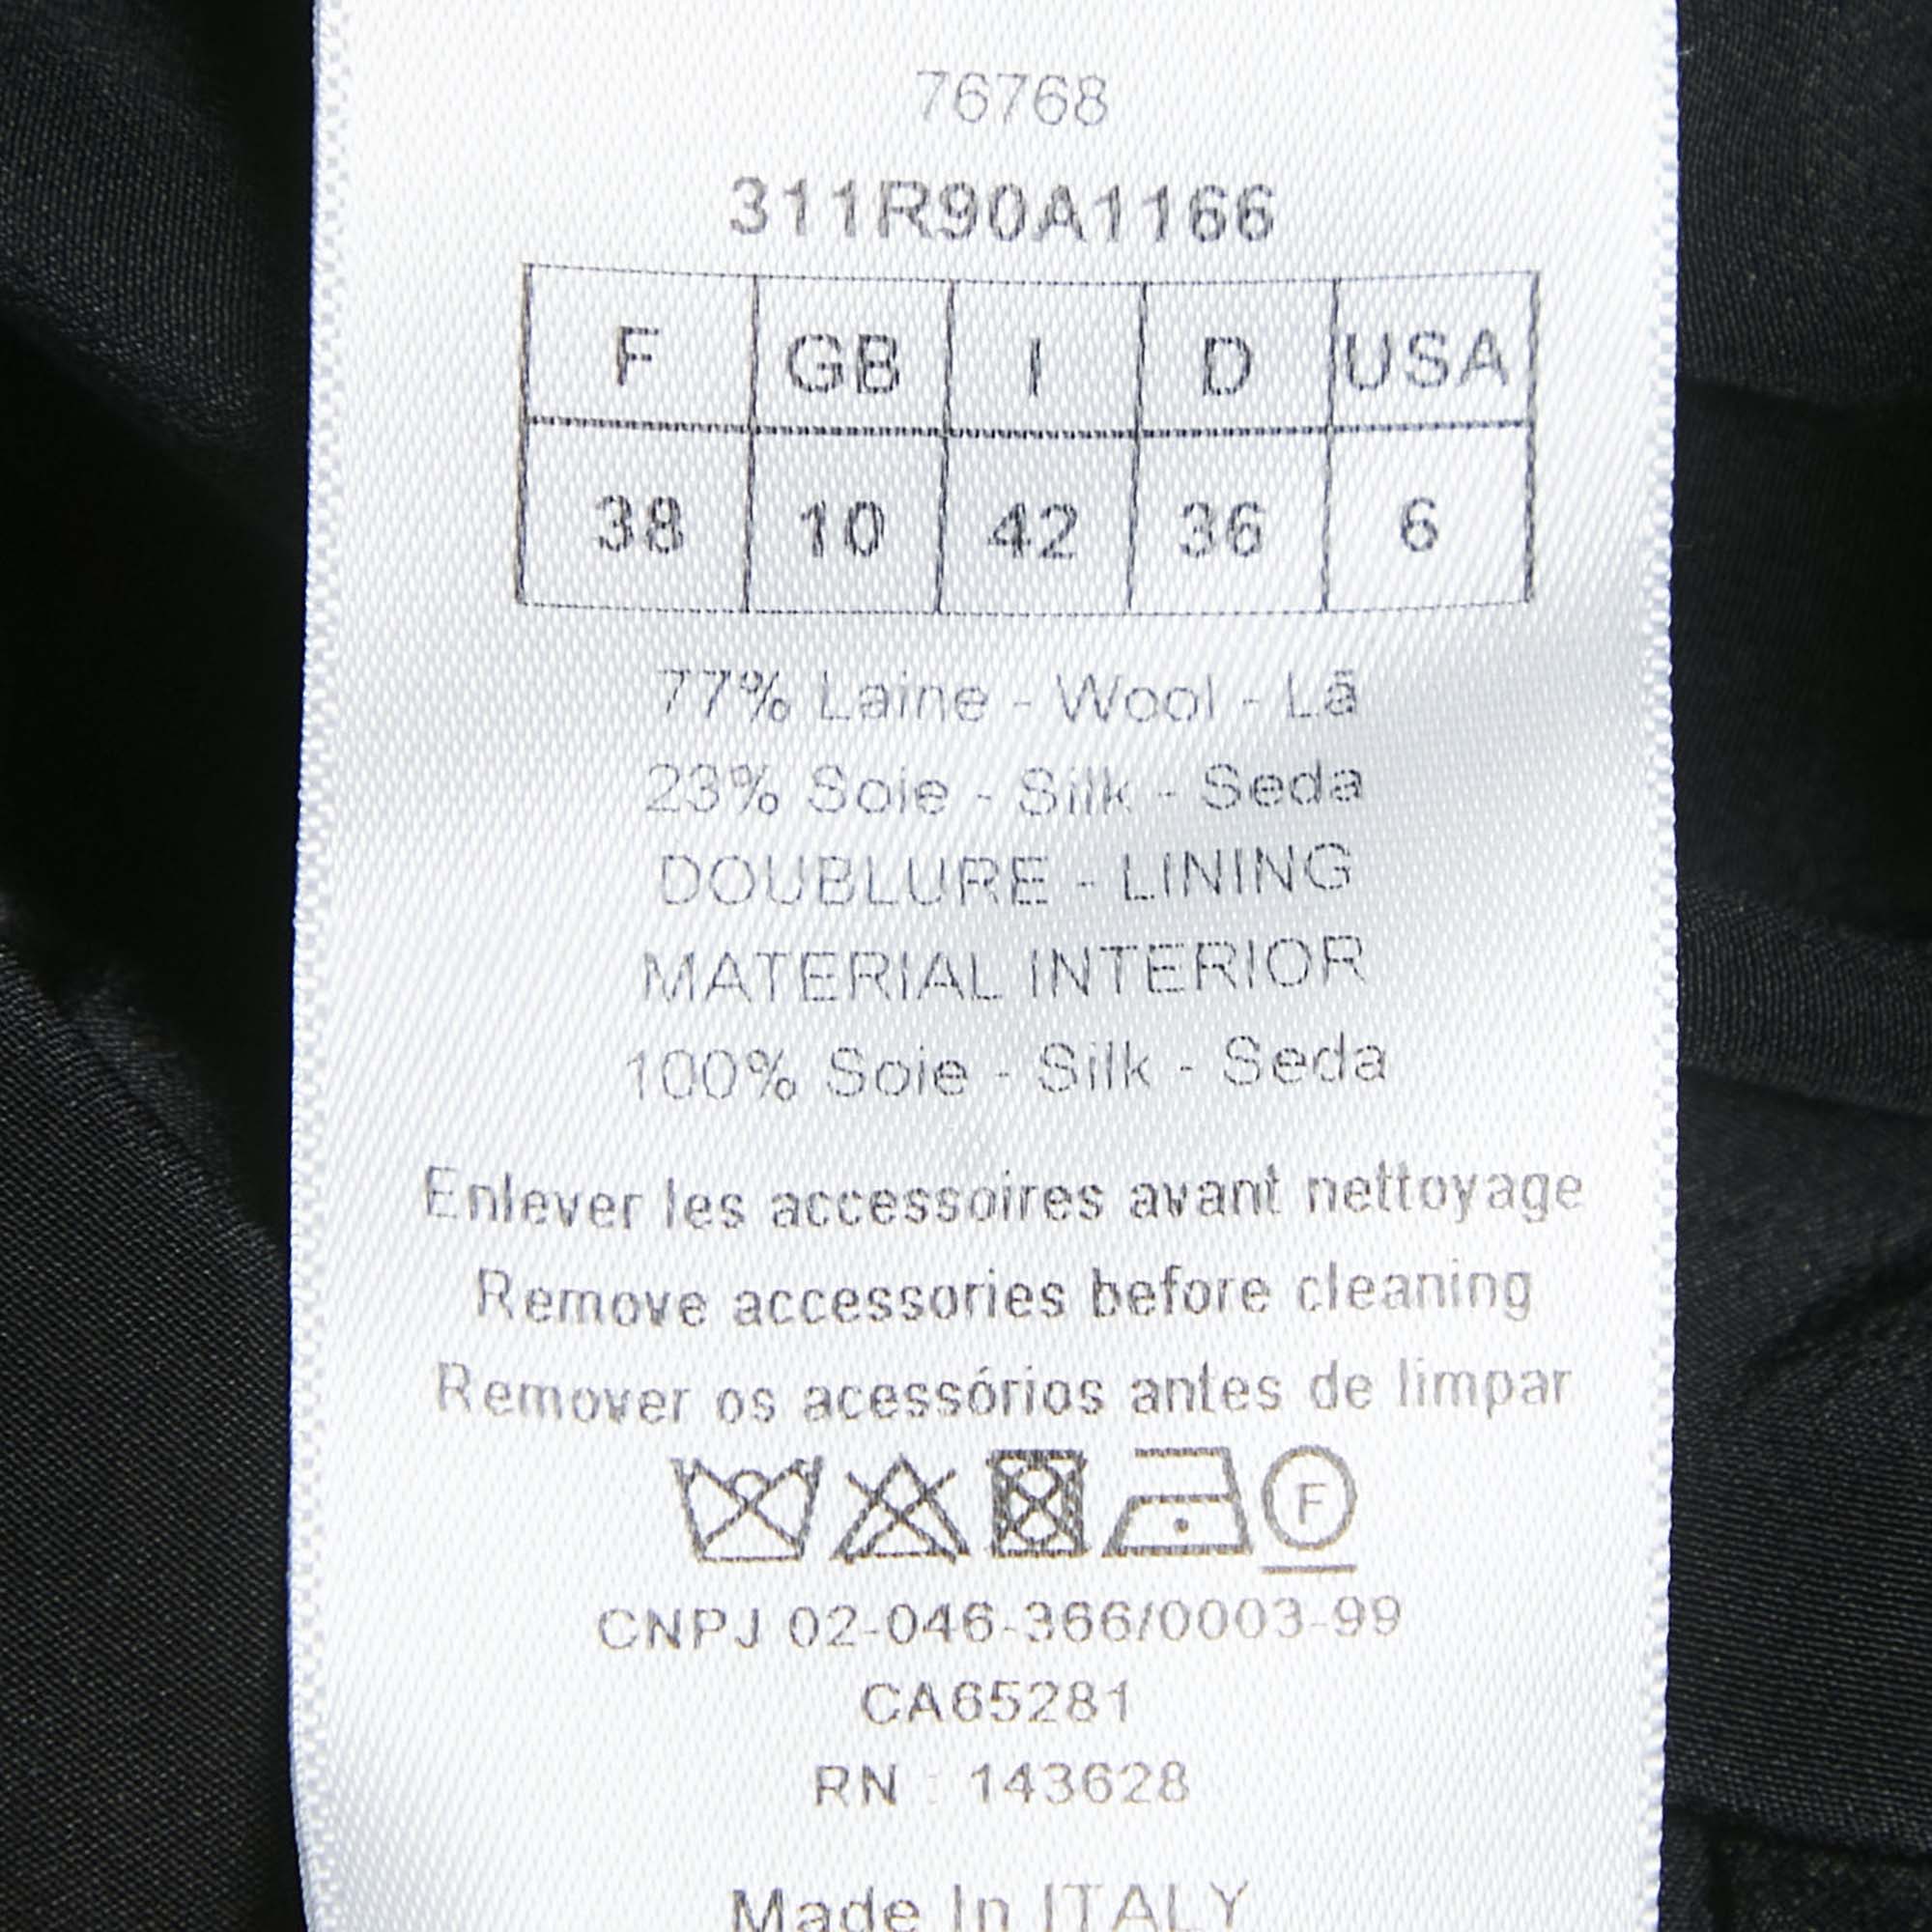 76768
311R90A1166
F GB I D USA
38 10 42 36 6
77% Laine - Wool - Lã
23% Soie - Silk - Seda
DOUBLURE - LINING
MATERIAL INTERIOR
100% Soie - Silk - Seda
Enlever les accessoires avant nettoyage
Remove accessories before cleaning
Remover os acessórios antes de limpar
F
CNPJ 02-046-366/0003-99
CA65281
RN : 143628
Made In ITALY